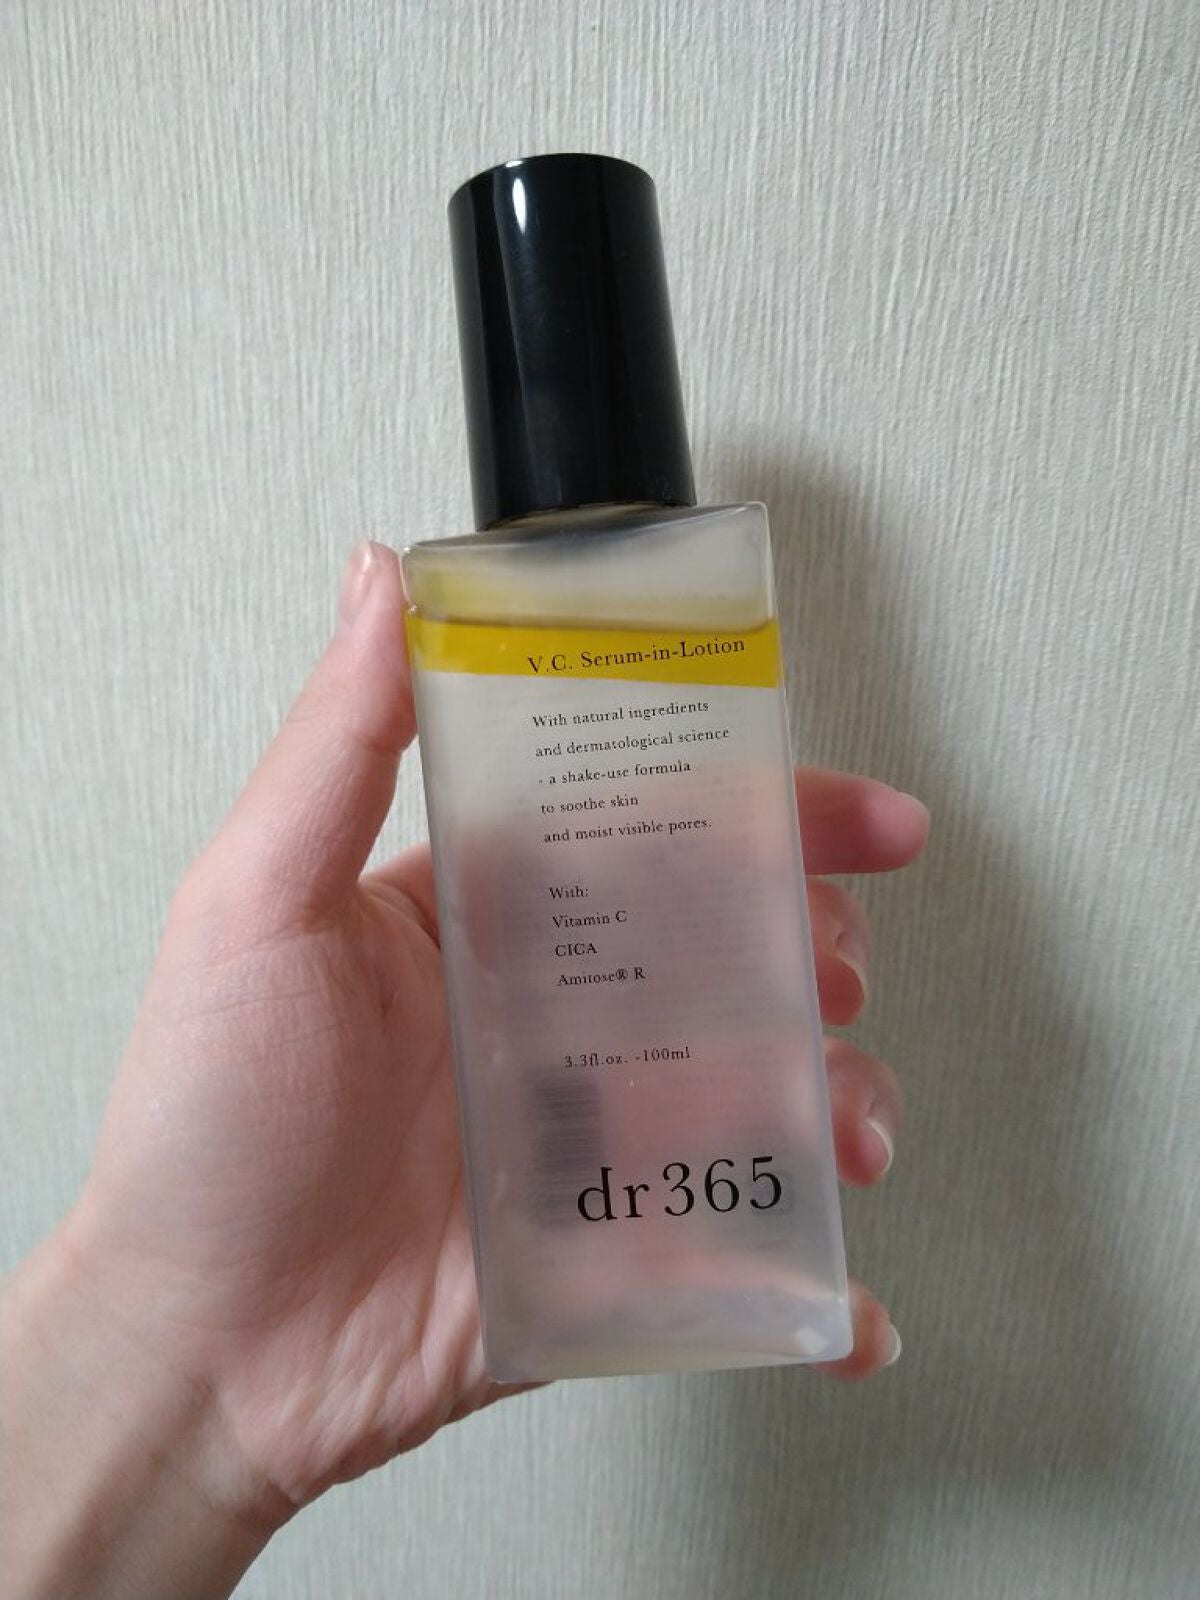 V.C. Serum-in-Lotion
With natural ingredients
and dermatological science
- a shake-use formula
to soothe skin
and moist visible pores.
With:
Vitamin C
CICA
Amitose® R
3.3fl.oz. -100ml
dr365